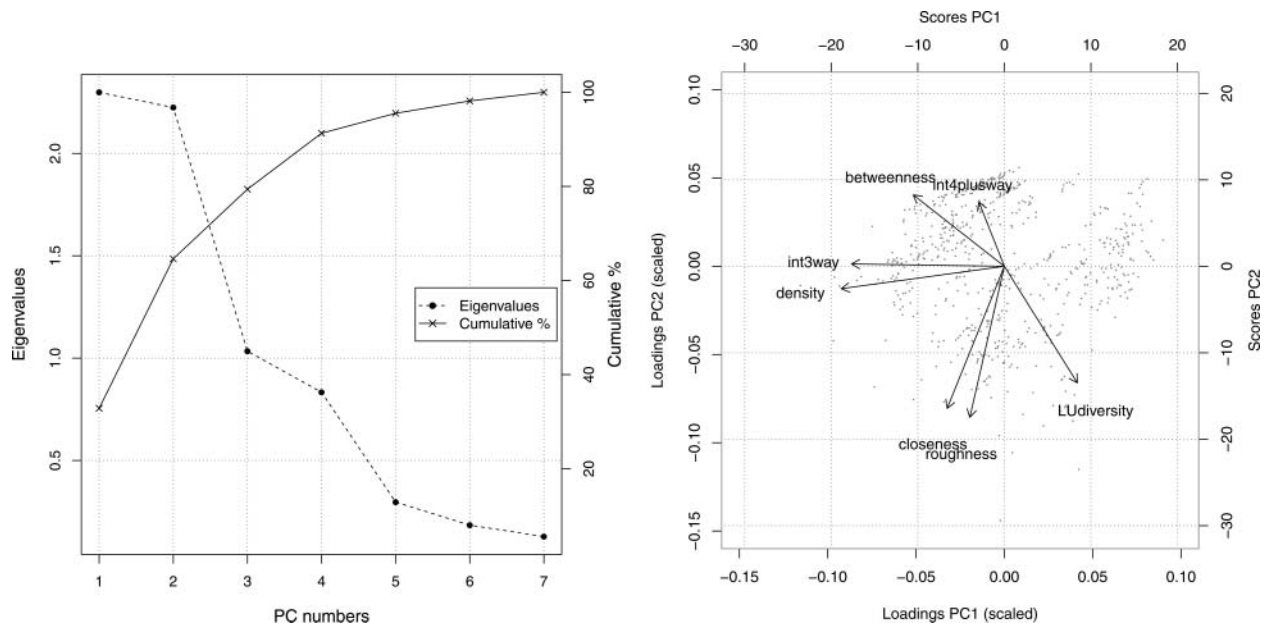 Eigenvalues
0.5
1.0
1.5
2.0
Eigenvalues
Cumulative %
20
40
60
80
100
Cumulative %
1 2 3 4 5 6 7
PC numbers
Scores PC1
−30 −20 −10 0 10 20
Loadings PC2 (scaled)
0.10
0.05
0.00
−0.05
−0.10
−0.15
betweenness
int4plusway
int3way
density
LUdiversity
closeness
roughness
20
10
0
−10
−20
−30
Scores PC2
−0.15 −0.10 −0.05 0.00 0.05 0.10
Loadings PC1 (scaled)